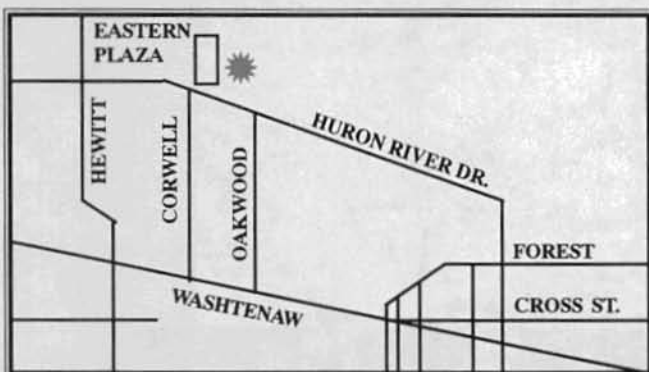 EASTERN
PLAZA
HEWITT
CORWELL
OAKWOOD
HURON RIVER DR.
WASHTENAW
FOREST
CROSS ST.